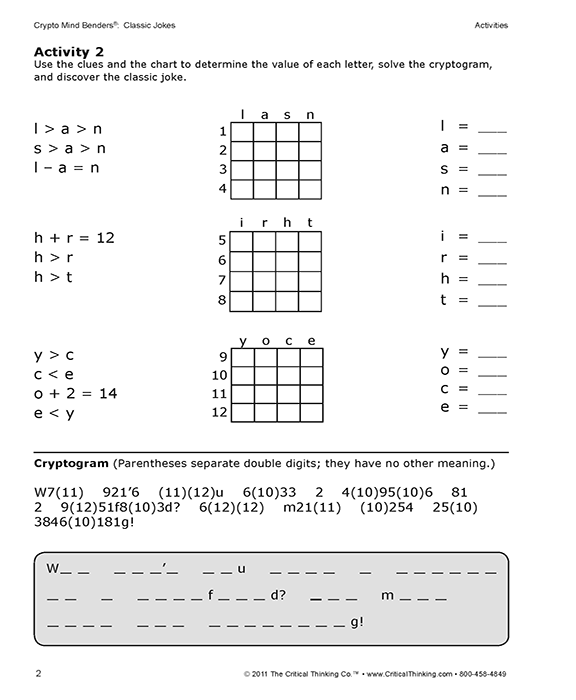 Crypto Mind Benders®: Classic Jokes Activities
Activity 2
Use the clues and the chart to determine the value of each letter, solve the cryptogram,
and discover the classic joke.
l > a > n
s > a > n
l – a = n
l a s n
1
2
3
4
l = ___
a = ___
s = ___
n = ___
h + r = 12
h > r
h > t
i r h t
5
6
7
8
i = ___
r = ___
h = ___
t = ___
y > c
c < e
o + 2 = 14
e < y
y o c e
9
10
11
12
y = ___
o = ___
c = ___
e = ___
Cryptogram (Parentheses separate double digits; they have no other meaning.)
W7(11) 921’6 (11)(12)u 6(10)33 2 4(10)95(10)6 81
2 9(12)51f8(10)3d? 6(12)(12) m21(11) (10)254 25(10)
3846(10)181g!
W_ _ _ _ _’_ _ _ u _ _ _ _ _ _ _ _ _ _ _
_ _ _ _ _ _ _ f _ _ _ d? _ _ _ m _ _ _
_ _ _ _ _ _ _ _ _ _ _ _ _ _ _ g!
2 © 2011 The Critical Thinking Co.™ • www.CriticalThinking.com • 800-458-4849